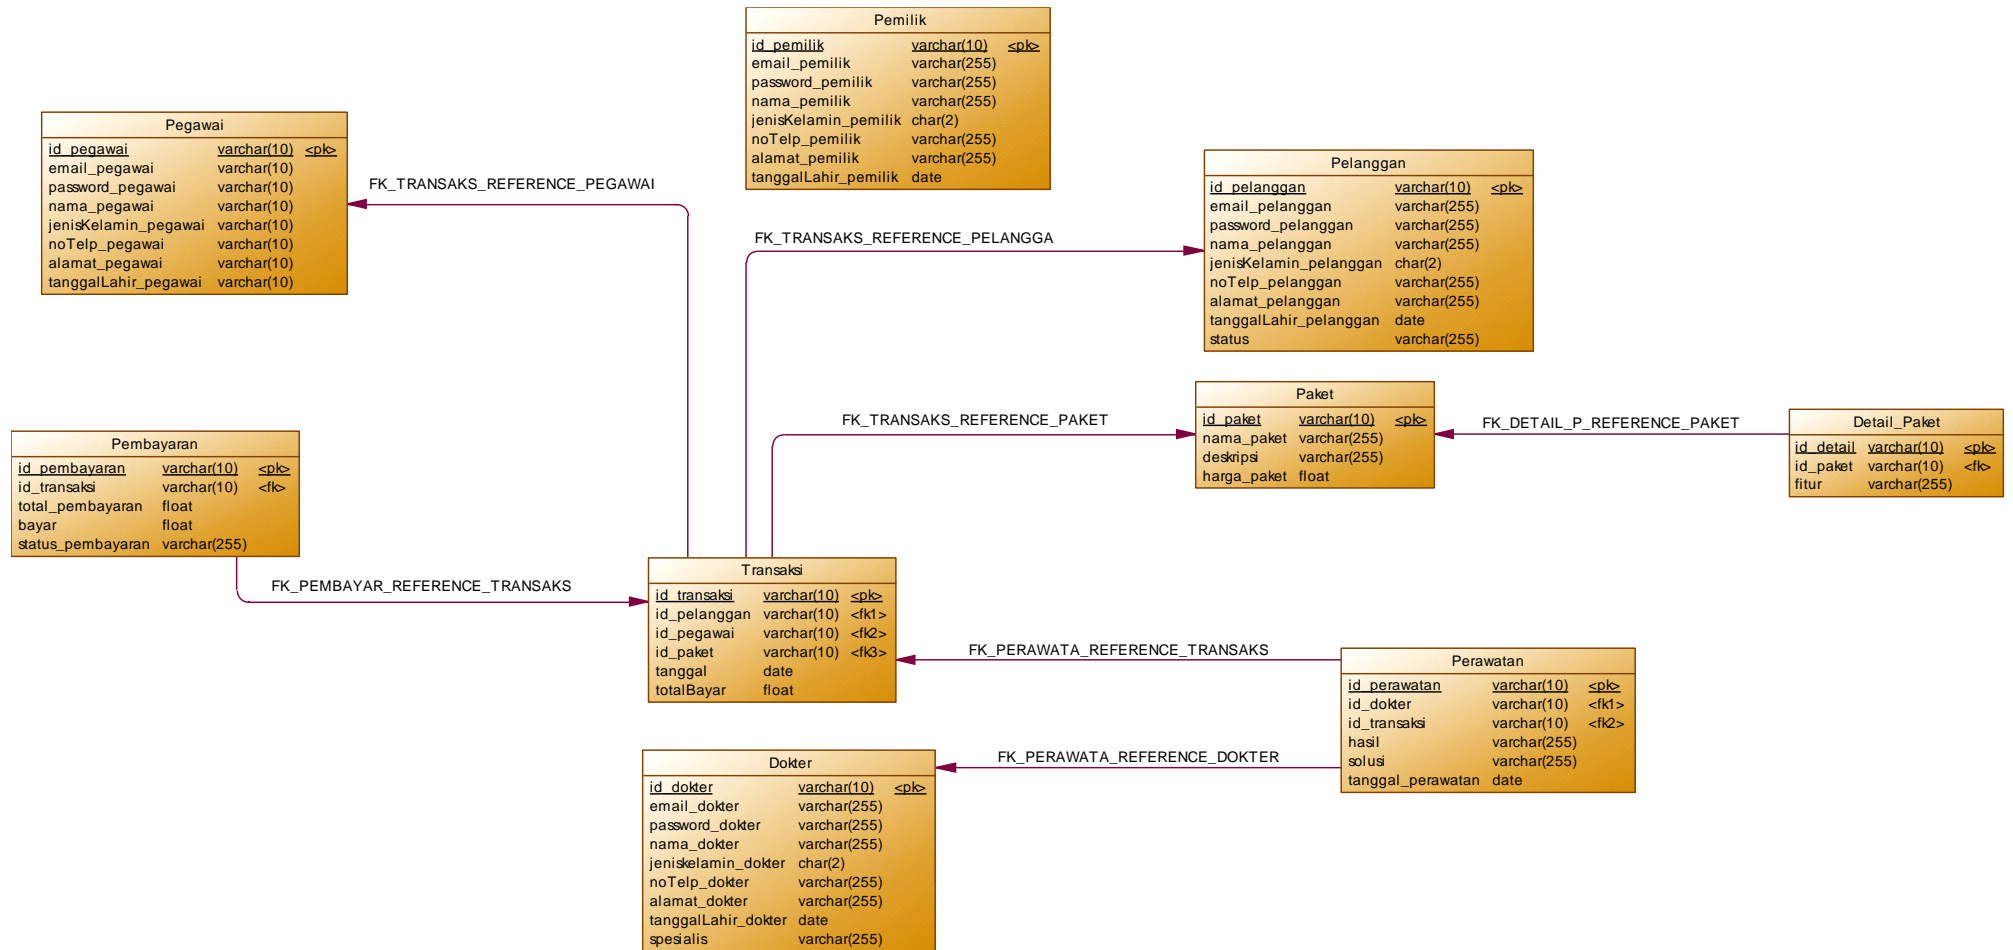 Pemilik
id_pemilik varchar(10) <pk>
email_pemilik varchar(255)
password_pemilik varchar(255)
nama_pemilik varchar(255)
jenisKelamin_pemilik char(2)
noTelp_pemilik varchar(255)
alamat_pemilik varchar(255)
tanggalLahir_pemilik date
Pegawai
id_pegawai varchar(10) <pk>
email_pegawai varchar(10)
password_pegawai varchar(10)
nama_pegawai varchar(10)
jenisKelamin_pegawai varchar(10)
noTelp_pegawai varchar(10)
alamat_pegawai varchar(10)
tanggalLahir_pegawai varchar(10)
FK_TRANSAKS_REFERENCE_PEGAWAI
Pelanggan
id_pelanggan varchar(10) <pk>
email_pelanggan varchar(255)
password_pelanggan varchar(255)
nama_pelanggan varchar(255)
jenisKelamin_pelanggan char(2)
noTelp_pelanggan varchar(255)
alamat_pelanggan varchar(255)
tanggalLahir_pelanggan date
status varchar(255)
FK_TRANSAKS_REFERENCE_PELANGGA
Paket
id_paket varchar(10) <pk>
nama_paket varchar(255)
deskripsi varchar(255)
harga_paket float
FK_TRANSAKS_REFERENCE_PAKET
FK_DETAIL_P_REFERENCE_PAKET
Detail_Paket
id_detail varchar(10) <pk>
id_paket varchar(10) <fk>
fitur varchar(255)
Pembayaran
id_pembayaran varchar(10) <pk>
id_transaksi varchar(10) <fk>
total_pembayaran float
bayar float
status_pembayaran varchar(255)
FK_PEMBAYAR_REFERENCE_TRANSAKS
Transaksi
id_transaksi varchar(10) <pk>
id_pelanggan varchar(10) <fk1>
id_pegawai varchar(10) <fk2>
id_paket varchar(10) <fk3>
tanggal date
totalBayar float
FK_PERAWATA_REFERENCE_TRANSAKS
Perawatan
id_perawatan varchar(10) <pk>
id_dokter varchar(10) <fk1>
id_transaksi varchar(10) <fk2>
hasil varchar(255)
solusi varchar(255)
tanggal_perawatan date
FK_PERAWATA_REFERENCE_DOKTER
Dokter
id_dokter varchar(10) <pk>
email_dokter varchar(255)
password_dokter varchar(255)
nama_dokter varchar(255)
jeniskelamin_dokter char(2)
noTelp_dokter varchar(255)
alamat_dokter varchar(255)
tanggalLahir_dokter date
spesialis varchar(255)